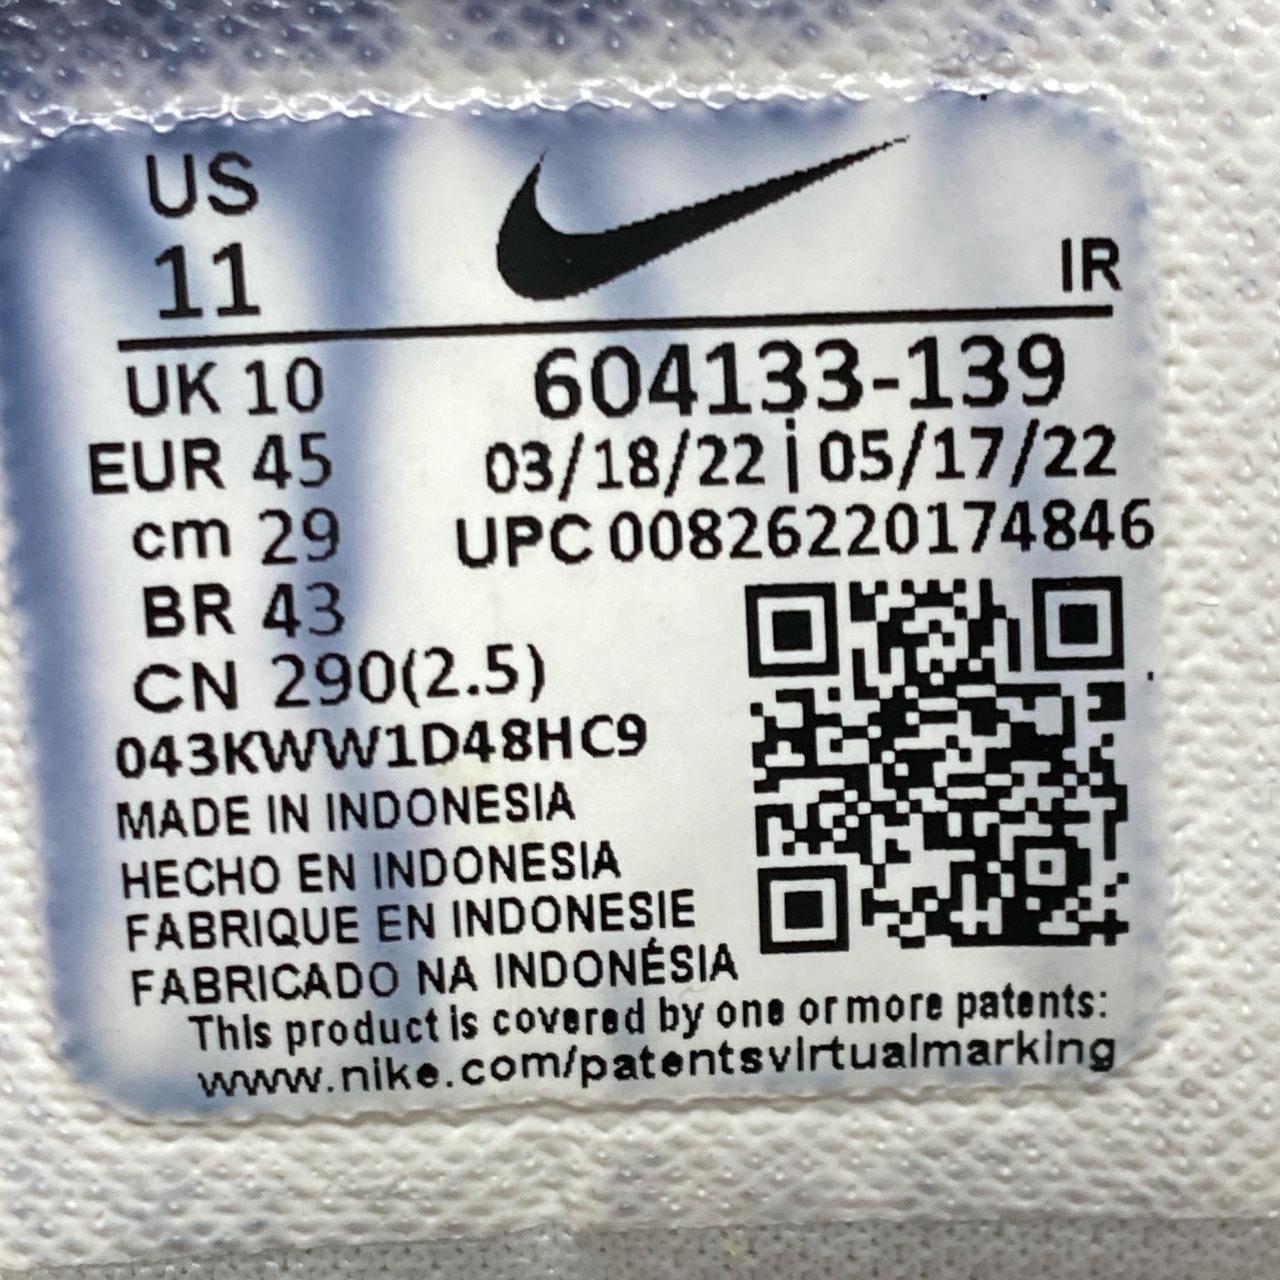 US
11
IR
UK 10
604133-139
EUR 45
03/18/22 | 05/17/22
cm 29
UPC 00826220174846
BR 43
CN 290(2.5)
043KWW1D48HC9
MADE IN INDONESIA
HECHO EN INDONESIA
FABRIQUE EN INDONESIE
FABRICADO NA INDONÉSIA
This product is covered by one or more patents:
www.nike.com/patentsvirtualmarking